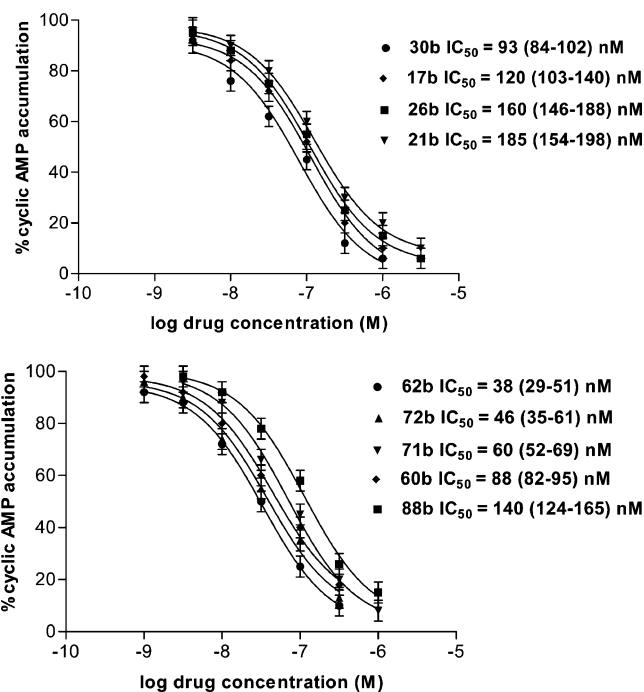 100
80
60
40
20
0
% cyclic AMP accumulation
30b IC50 = 93 (84-102) nM
17b IC50 = 120 (103-140) nM
26b IC50 = 160 (146-188) nM
21b IC50 = 185 (154-198) nM
-10 -9 -8 -7 -6 -5
log drug concentration (M)
100
80
60
40
20
0
% cyclic AMP accumulation
62b IC50 = 38 (29-51) nM
72b IC50 = 46 (35-61) nM
71b IC50 = 60 (52-69) nM
60b IC50 = 88 (82-95) nM
88b IC50 = 140 (124-165) nM
-10 -9 -8 -7 -6 -5
log drug concentration (M)